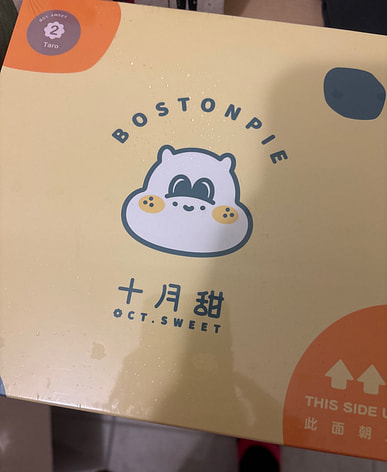 OCT SWEET
2
Taro
BOSTONPIE
十月甜
OCT.SWEET
THIS SIDE U
此面朝